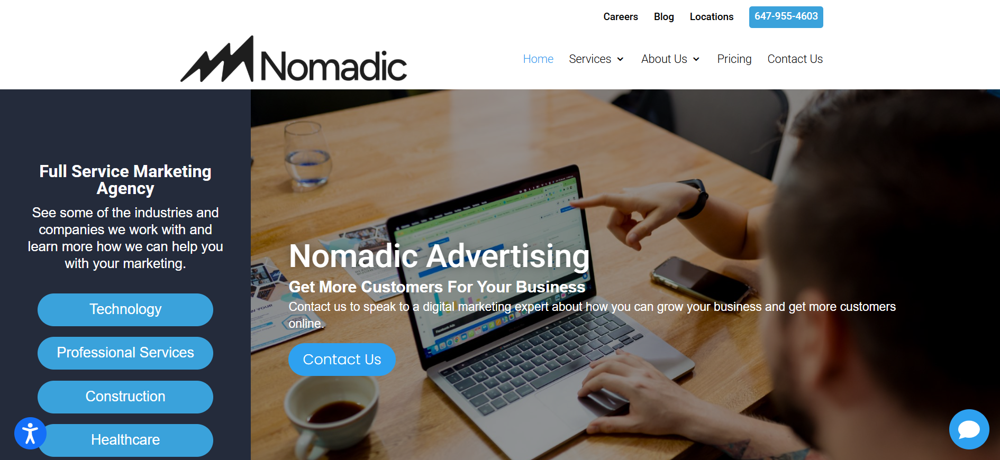 Careers Blog Locations 647-955-4603
Nomadic
Home Services About Us Pricing Contact Us
Full Service Marketing
Agency
See some of the industries and
companies we work with and
learn more how we can help you
with your marketing.
Technology
Professional Services
Construction
Healthcare
Nomadic Advertising
Get More Customers For Your Business
Contact us to speak to a digital marketing expert about how you can grow your business and get more customers
online.
Contact Us